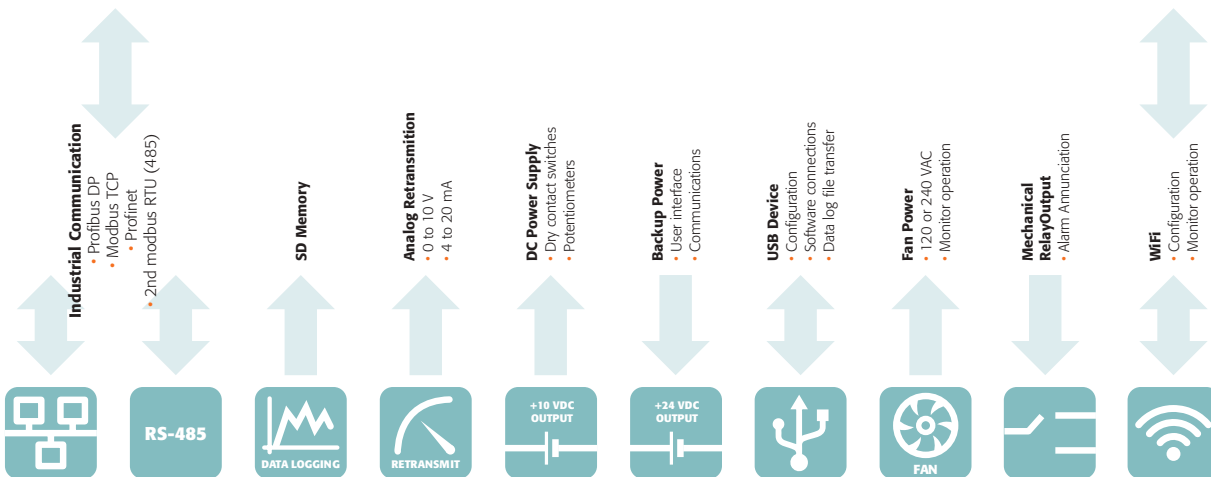 Industrial Communication
• Profibus DP
• Modbus TCP
• Profinet
• 2nd modbus RTU (485)
SD Memory
Analog Retransmition
• 0 to 10 V
• 4 to 20 mA
DC Power Supply
• Dry contact switches
• Potentiometers
Backup Power
• User interface
• Communications
USB Device
• Configuration
• Software connections
• Data log file transfer
Fan Power
• 120 or 240 VAC
• Monitor operation
Mechanical
RelayOutput
• Alarm Annunciation
WiFi
• Configuration
• Monitor operation
RS-485
DATA LOGGING
RETRANSMIT
+10 VDC
OUTPUT
+24 VDC
OUTPUT
FAN